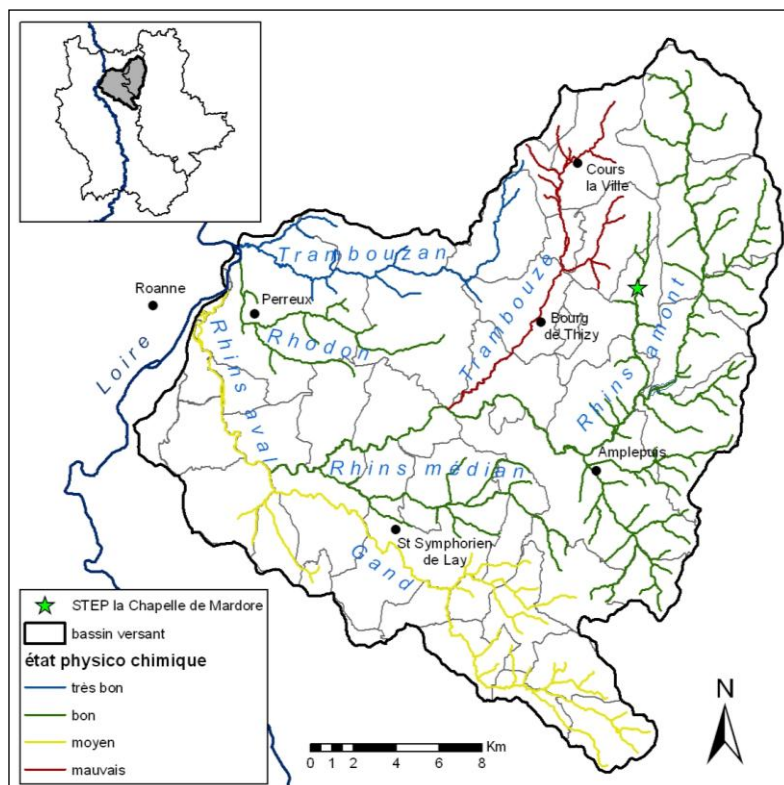 Cours
la Ville
Trambouzan
Roanne
Perreux
Rhodon
Trambouze
Bourg
de Thizy
Rhins amont
Loire
Rhins aval
Rhins médian
Amplepuis
St Symphorien
de Lay
Gand
STEP la Chapelle de Mardore
bassin versant
état physico chimique
très bon
bon
moyen
mauvais
N
Km
0 1 2 4 6 8